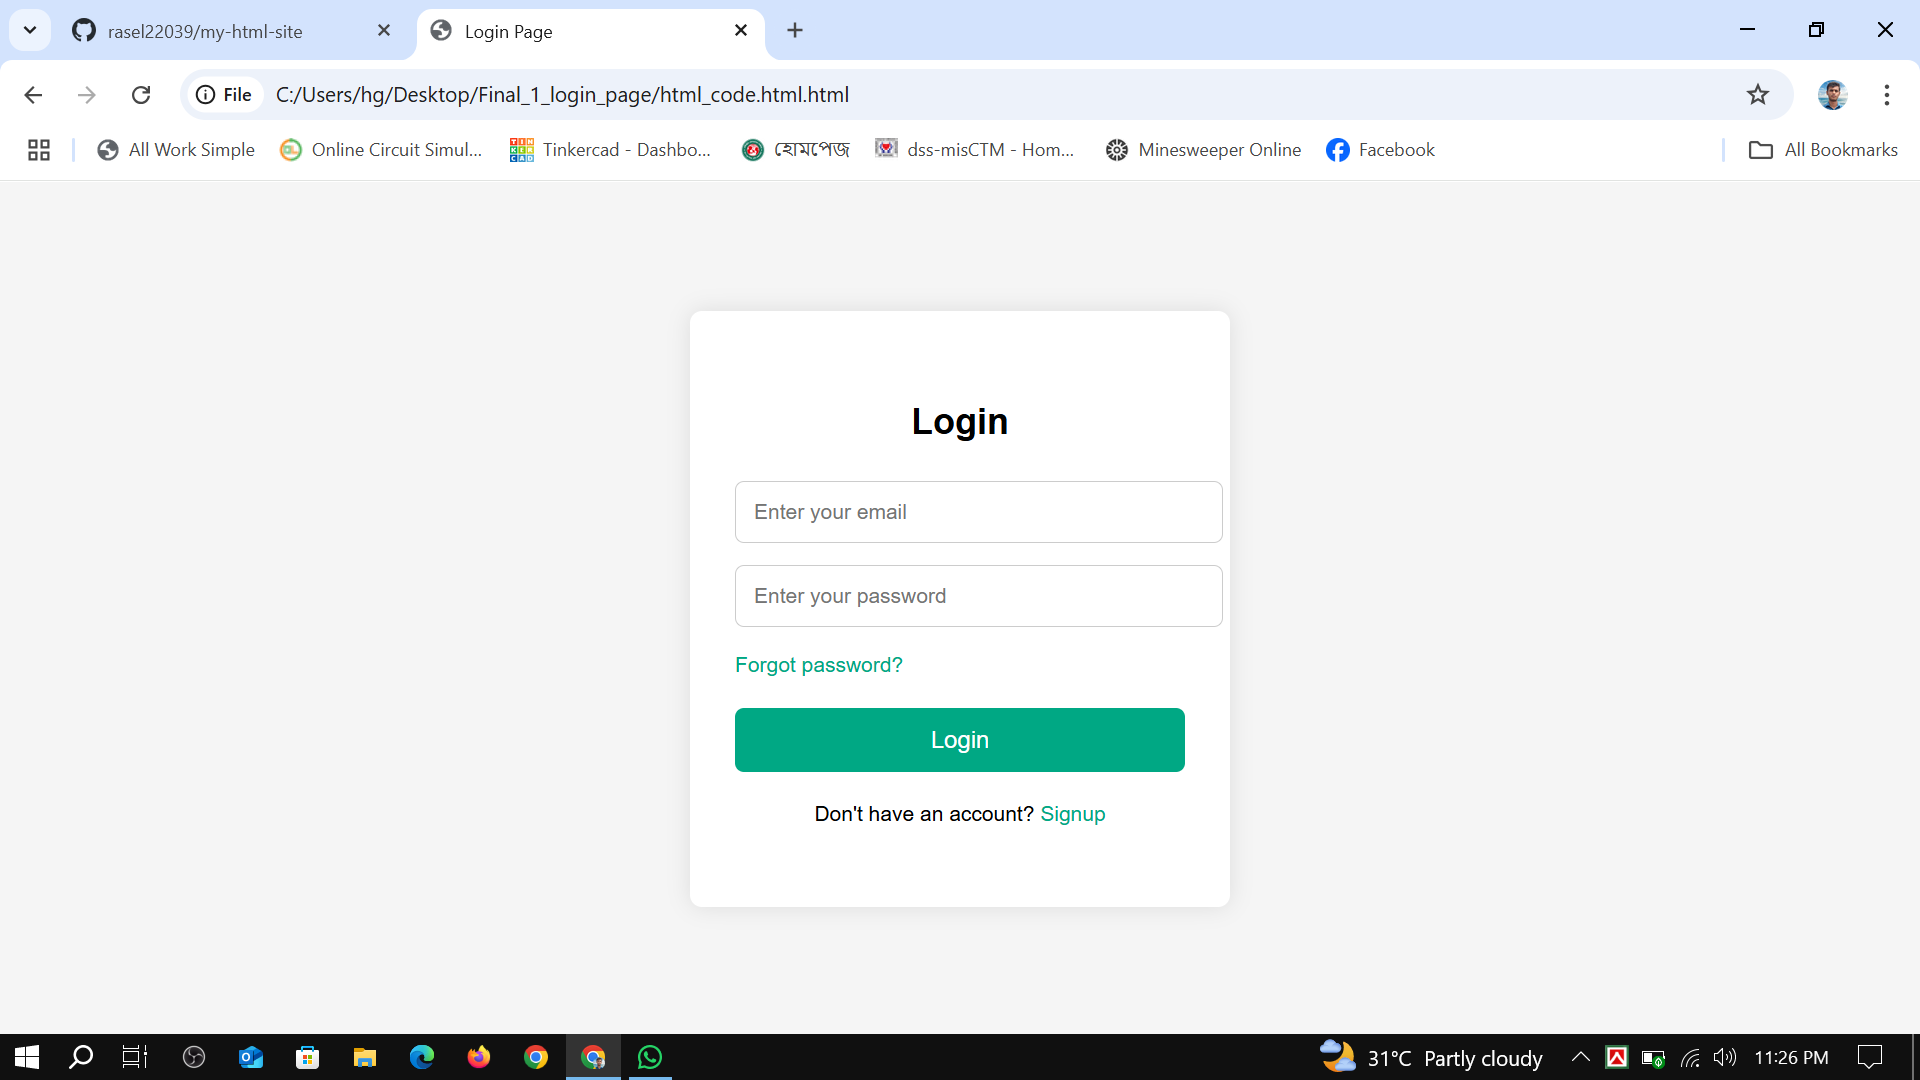 rasel22039/my-html-site
Login Page
File
C:/Users/hg/Desktop/Final_1_login_page/html_code.html.html
All Work Simple
Online Circuit Simul...
Tinkercad - Dashbo...
হোমপেজ
dss-misCTM - Hom...
Minesweeper Online
Facebook
All Bookmarks
Login
Enter your email
Enter your password
Forgot password?
Login
Don't have an account? Signup
31°C Partly cloudy
11:26 PM